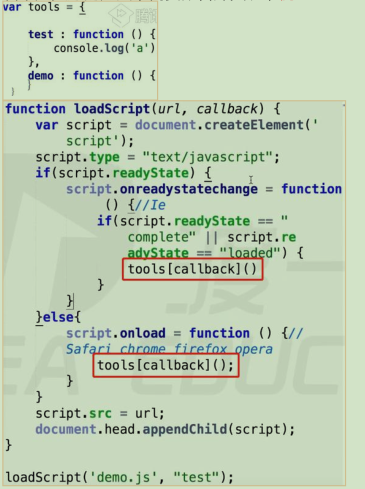 var tools = {
test : function () {
console.log('a')
},
demo : function () {
}
function loadScript(url, callback) {
var script = document.createElement('
script');
script.type = "text/javascript";
if(script.readyState) {
script.onreadystatechange = function
() {//Ie
if(script.readyState == "
complete" || script.re
adyState == "loaded") {
tools[callback]()
}
}
}else{
script.onload = function () {//
Safari chrome firefox opera
tools[callback]();
}
}
script.src = url;
document.head.appendChild(script);
}
loadScript('demo.js', "test");